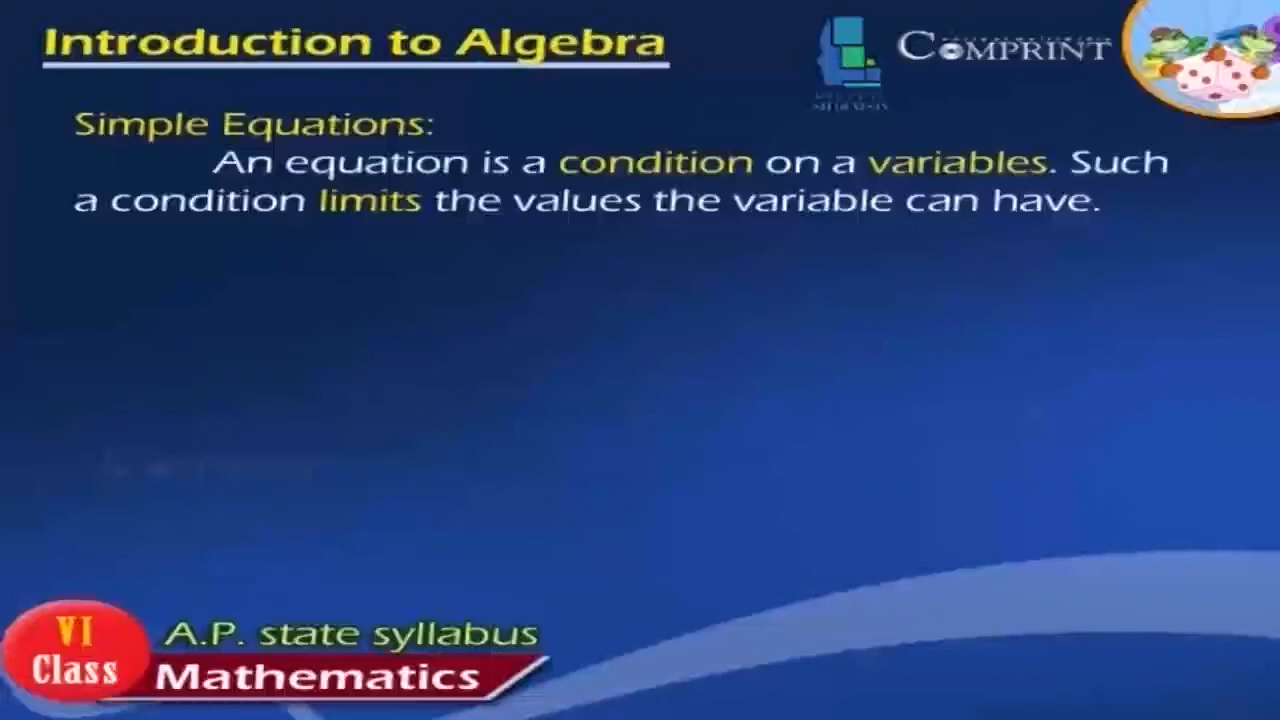 Introduction to Algebra
COMPRINT
Simple Equations:
An equation is a condition on a variables. Such
a condition limits the values the variable can have.
VI
Class
A.P. state syllabus
Mathematics